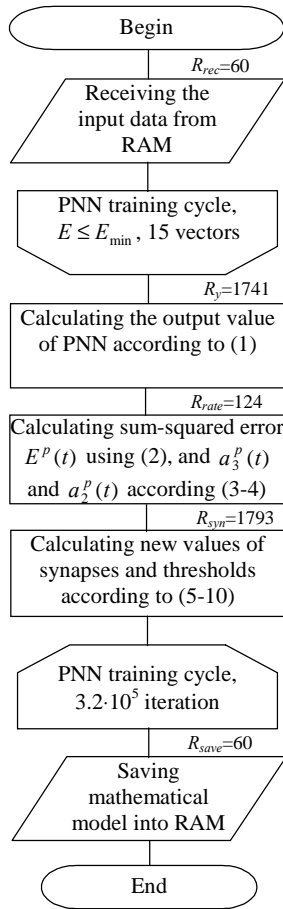 Begin
R_rec=60
Receiving the
input data from
RAM
PNN training cycle,
E ≤ E_min , 15 vectors
R_y=1741
Calculating the output value
of PNN according to (1)
R_rate=124
Calculating sum-squared error
E^p(t) using (2), and a_3^p(t)
and a_2^p(t) according (3-4)
R_syn=1793
Calculating new values of
synapses and thresholds
according to (5-10)
PNN training cycle,
3.2·10^5 iteration
R_save=60
Saving
mathematical
model into RAM
End